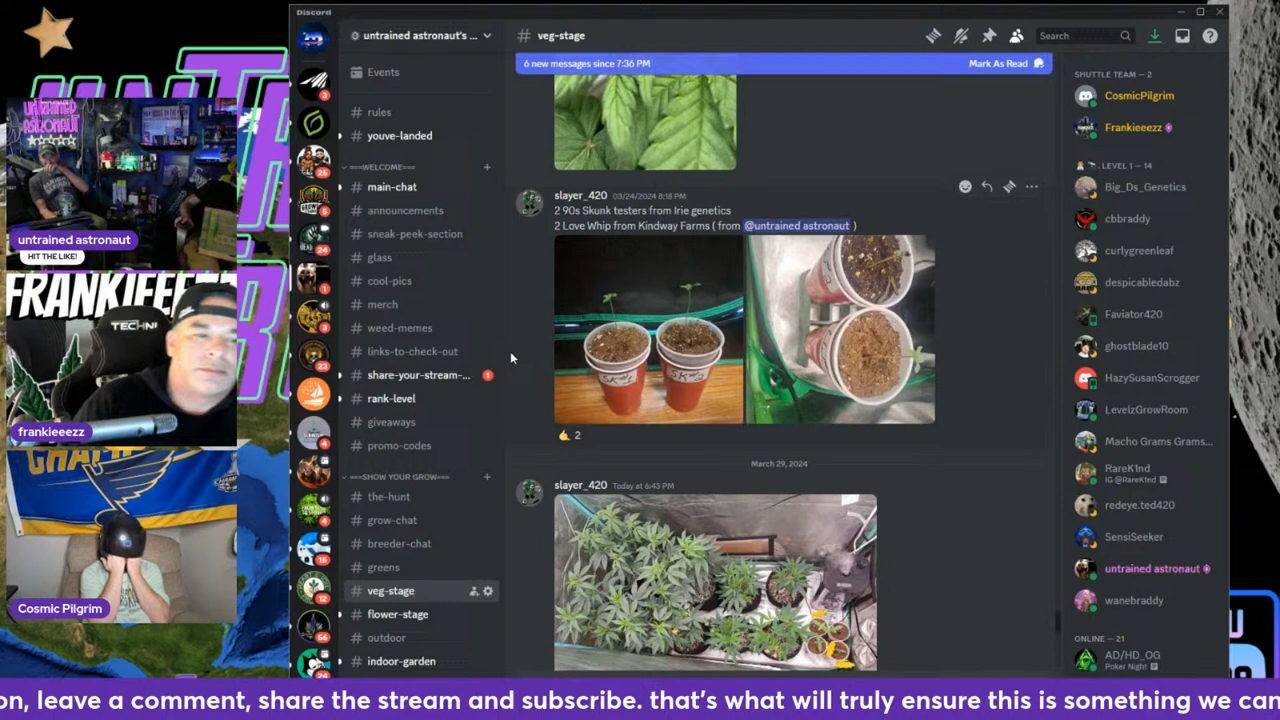 Discord
untrained astronaut's ...
Events
rules
youve-landed
===WELCOME===
main-chat
announcements
sneak-peek-section
glass
cool-pics
merch
weed-memes
links-to-check-out
share-your-stream-... 1
rank-level
giveaways
promo-codes
===SHOW YOUR GROW===
the-hunt
grow-chat
breeder-chat
greens
veg-stage
flower-stage
outdoor
indoor-garden
# veg-stage
Search
6 new messages since 7:36 PM
Mark As Read
slayer_420 03/24/2024 8:18 PM
2 90s Skunk testers from Irie genetics
2 Love Whip from Kindway Farms ( from @untrained astronaut )
2
March 29, 2024
slayer_420 Today at 6:43 PM
SHUTTLE TEAM — 2
CosmicPilgrim
Frankieeezz
LEVEL 1 — 14
Big_Ds_Genetics
cbbraddy
curlygreenleaf
despicabledabz
Faviator420
ghostblade10
HazySusanScrogger
LevelzGrowRoom
Macho Grams Grams...
RareK1nd
IG @RareK1nd
redeye.ted420
SensiSeeker
untrained astronaut
wanebraddy
ONLINE — 21
AD/HD_OG
Poker Night
UNTRAINED
ASTRONAUT
untrained astronaut
HIT THE LIKE!
FRANKIEEEZZ
TECHNI
frankieeezz
Cosmic Pilgrim
on, leave a comment, share the stream and subscribe. that's what will truly ensure this is something we can